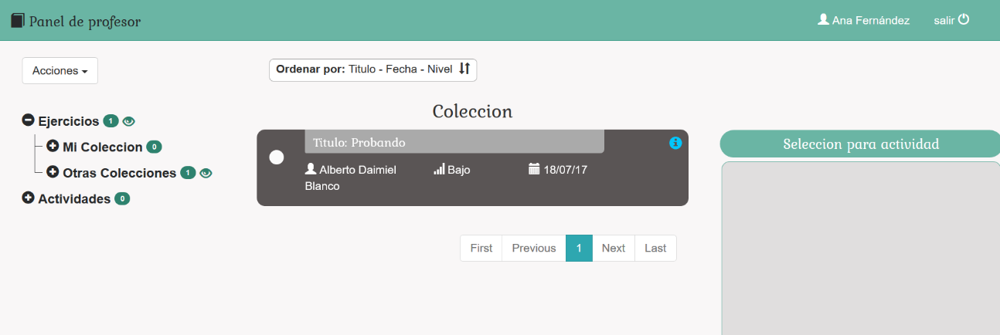 Panel de profesor
Ana Fernández
salir
Acciones
Ordenar por: Titulo - Fecha - Nivel
Ejercicios 1
Mi Coleccion 0
Otras Colecciones 1
Actividades 0
Coleccion
Titulo: Probando
Alberto Daimiel
Blanco
Bajo
18/07/17
First Previous 1 Next Last
Seleccion para actividad